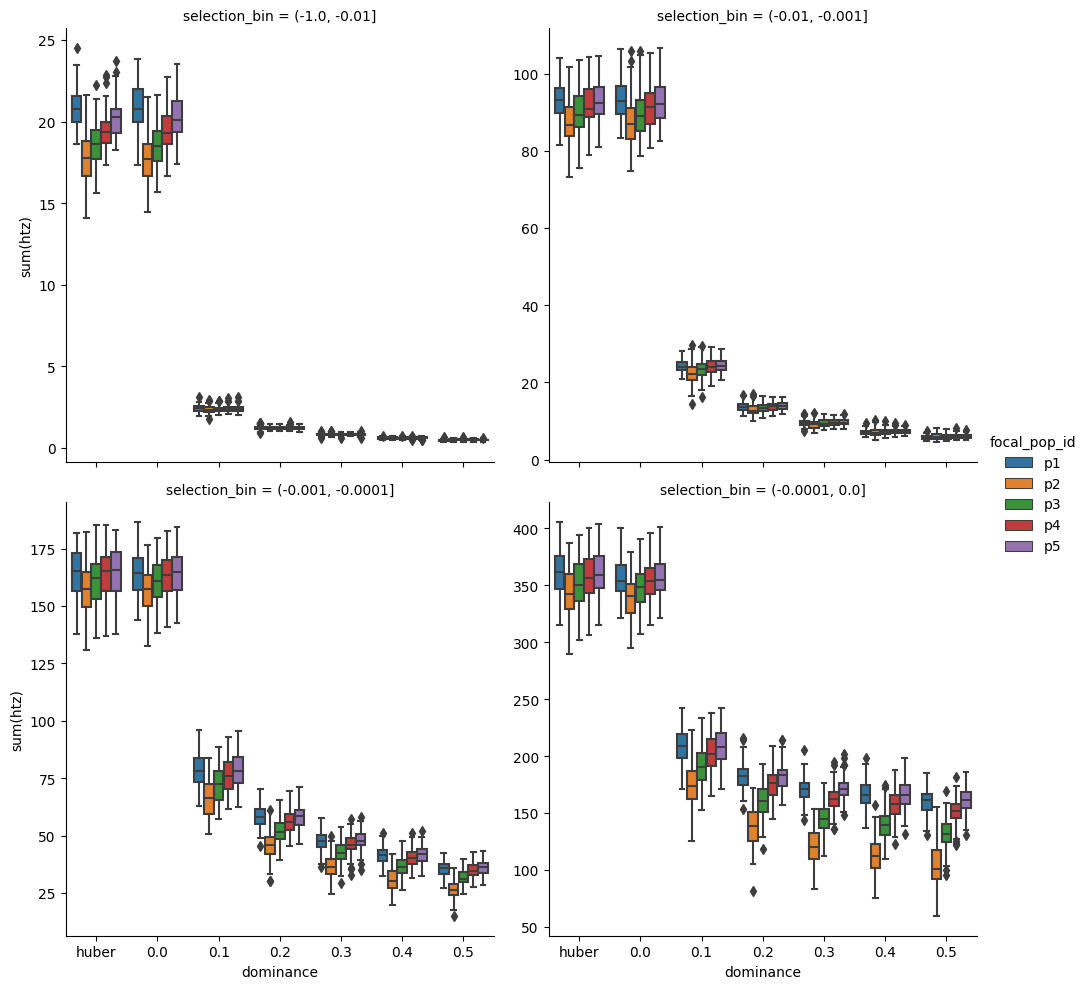 selection_bin = (-1.0, -0.01]
selection_bin = (-0.01, -0.001]
25
20
15
10
5
0
sum(htz)
100
80
60
40
20
0
focal_pop_id
p1
p2
p3
p4
p5
selection_bin = (-0.001, -0.0001]
selection_bin = (-0.0001, 0.0]
175
150
125
100
75
50
25
sum(htz)
400
350
300
250
200
150
100
50
huber 0.0 0.1 0.2 0.3 0.4 0.5
dominance
huber 0.0 0.1 0.2 0.3 0.4 0.5
dominance